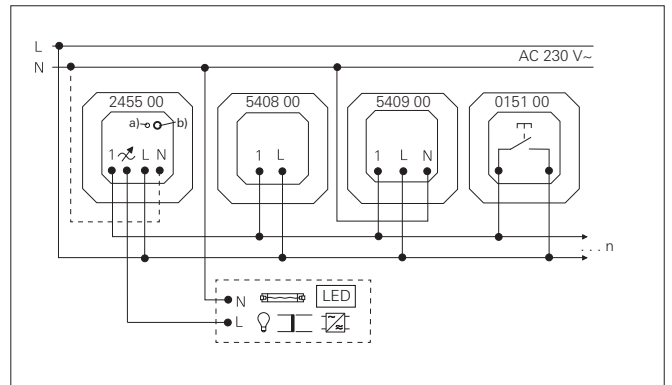 L
N
AC 230 V~
2455 00
5408 00
5409 00
0151 00
a)
b)
1 L N
1 L
1 L N
. . . n
N
LED
L